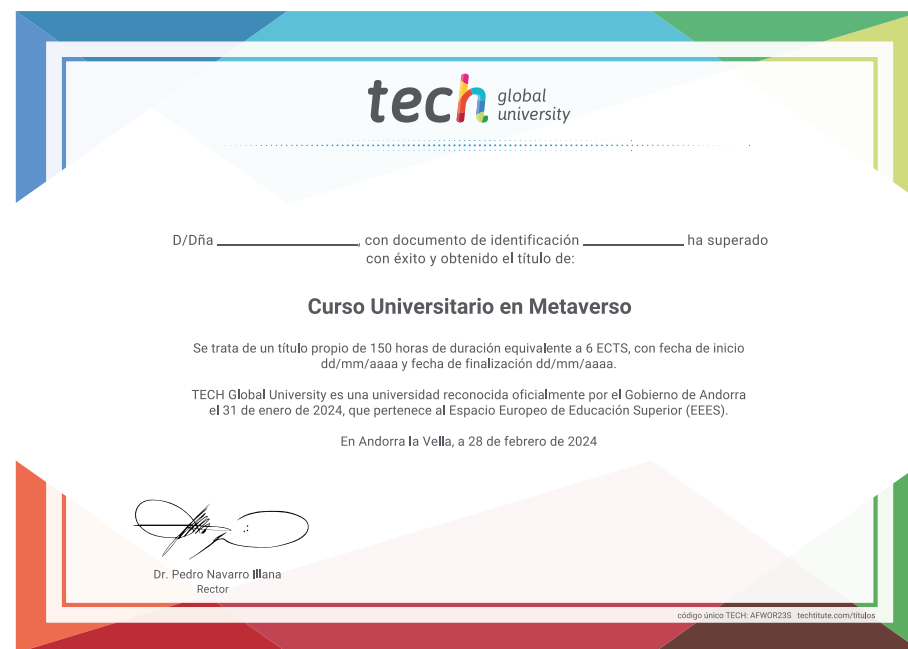 tech global university
D/Dña ____________________, con documento de identificación ______________ ha superado
con éxito y obtenido el título de:
Curso Universitario en Metaverso
Se trata de un título propio de 150 horas de duración equivalente a 6 ECTS, con fecha de inicio
dd/mm/aaaa y fecha de finalización dd/mm/aaaa.
TECH Global University es una universidad reconocida oficialmente por el Gobierno de Andorra
el 31 de enero de 2024, que pertenece al Espacio Europeo de Educación Superior (EEES).
En Andorra la Vella, a 28 de febrero de 2024
Dr. Pedro Navarro Illana
Rector
código único TECH: AFWOR23S techtitute.com/titulos